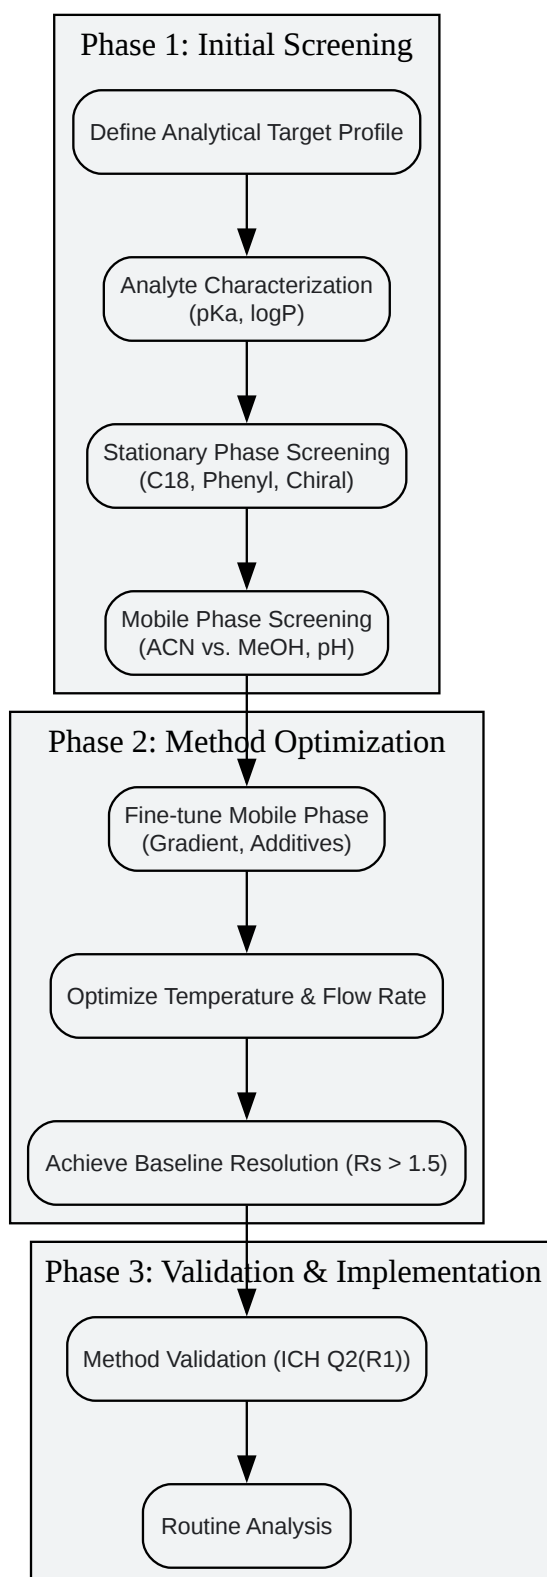 Phase 1: Initial Screening
Define Analytical Target Profile
Analyte Characterization
(pKa, logP)
Stationary Phase Screening
(C18, Phenyl, Chiral)
Mobile Phase Screening
(ACN vs. MeOH, pH)
Phase 2: Method Optimization
Fine-tune Mobile Phase
(Gradient, Additives)
Optimize Temperature & Flow Rate
Achieve Baseline Resolution (Rs > 1.5)
Phase 3: Validation & Implementation
Method Validation (ICH Q2(R1))
Routine Analysis